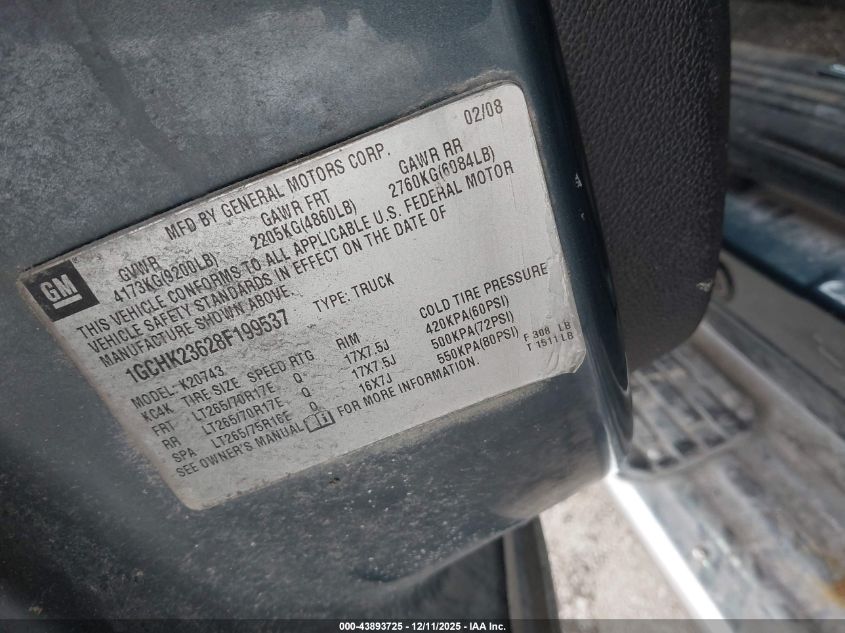 GM
MFD BY GENERAL MOTORS CORP. 02/08
GVWR GAWR FRT GAWR RR
4173KG(9200LB) 2205KG(4860LB) 2760KG(6084LB)
THIS VEHICLE CONFORMS TO ALL APPLICABLE U.S. FEDERAL MOTOR
VEHICLE SAFETY STANDARDS IN EFFECT ON THE DATE OF
MANUFACTURE SHOWN ABOVE.
1GCHK23628F199537 TYPE: TRUCK
MODEL: K20743
KC4K TIRE SIZE SPEED RTG RIM COLD TIRE PRESSURE
FRT LT265/70R17E Q 17X7.5J 420KPA(60PSI)
RR LT265/70R17E Q 17X7.5J 500KPA(72PSI)
SPA LT265/75R16E Q 16X7J 550KPA(80PSI)
SEE OWNER'S MANUAL i FOR MORE INFORMATION.
F 308 LB
T 1511 LB
000-43893725 - 12/11/2025 - IAA Inc.